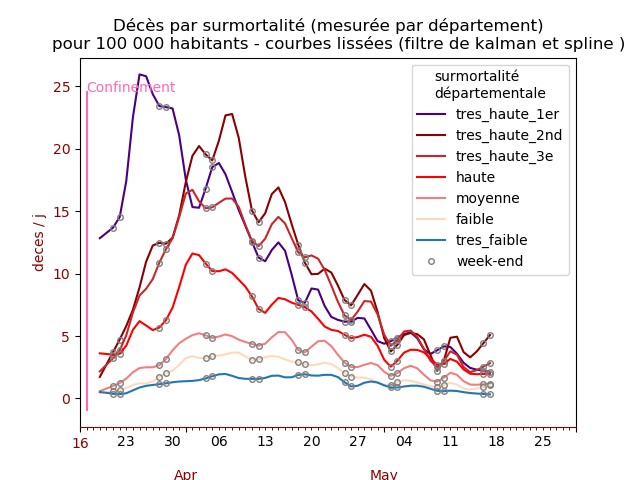 Décès par surmortalité (mesurée par département)
pour 100 000 habitants - courbes lissées (filtre de kalman et spline )
Confinement
surmortalité
départementale
tres_haute_1er
tres_haute_2nd
tres_haute_3e
haute
moyenne
faible
tres_faible
week-end
deces / j
25
20
15
10
5
0
16 23 30 06 13 20 27 04 11 18 25
Apr May